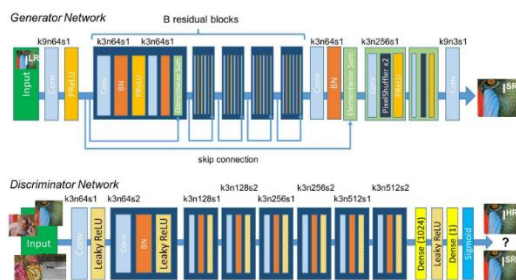 Generator Network
B residual blocks
k9n64s1
k3n64s1 k3n64s1
k3n64s1
k3n256s1
k9n3s1
LR
Input
Conv
PReLU
Conv
BN
PReLU
Elementwise Sum
Conv
BN
Elementwise Sum
Conv
PixelShuffler x2
PReLU
Conv
I SR
skip connection
Discriminator Network
k3n64s1
k3n64s2
k3n128s1
k3n128s2
k3n256s1
k3n256s2
k3n512s1
k3n512s2
Input
Conv
Leaky ReLU
Conv
BN
Leaky ReLU
Dense (1024)
Leaky ReLU
Dense (1)
Sigmoid
I HR
?
I SR